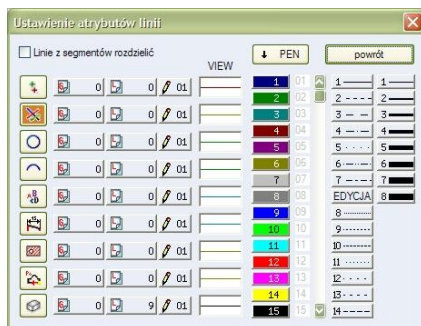 Ustawienie atrybutów linii
Linie z segmentów rozdzielić
VIEW
PEN
powrót
0 0 01 1 01 1 1
0 0 01 2 02 2 2
0 0 01 3 03 3 3
0 0 01 4 04 4 4
0 0 01 5 05 5 5
0 0 01 6 06 6 6
0 0 01 7 07 7 7
0 0 01 8 08 EDYCJA 8
0 9 01 9 09 8
10 10 9
11 11 10
12 12 11
13 13 12
14 14 13
15 15 14